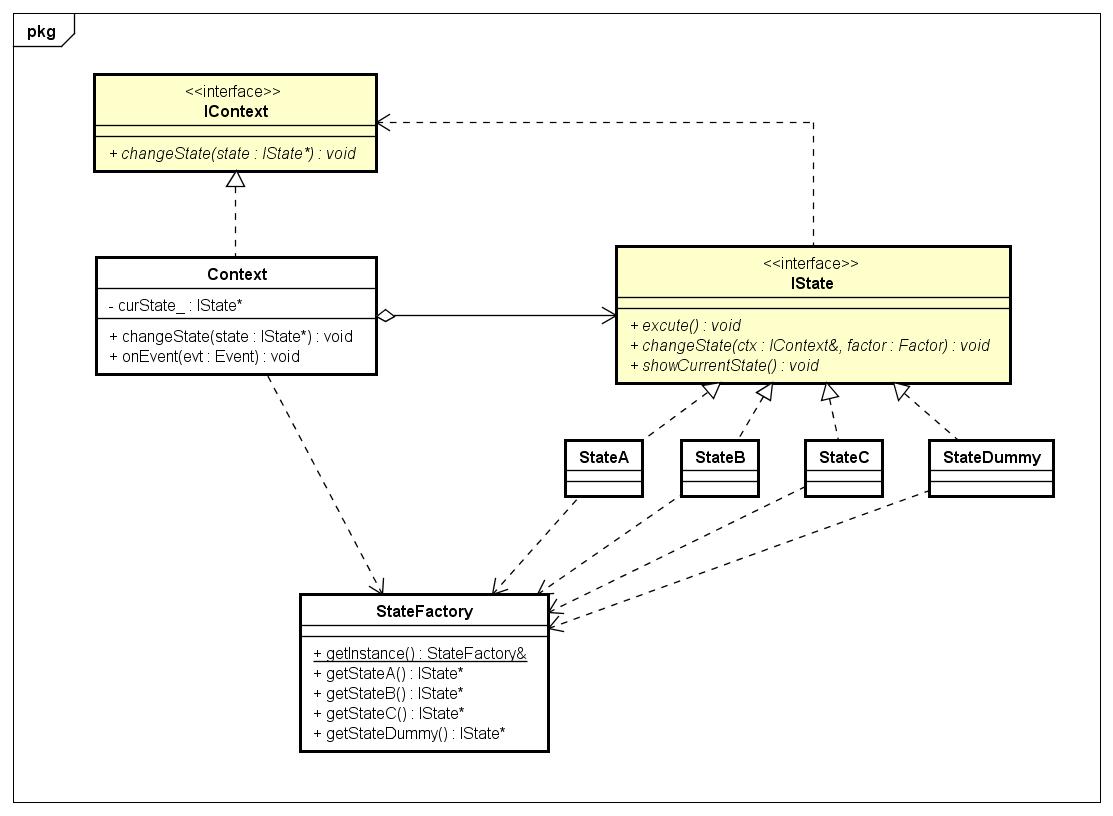 pkg
<<interface>>
IContext
+ changeState(state : IState*) : void
Context
- curState_ : IState*
+ changeState(state : IState*) : void
+ onEvent(evt : Event) : void
<<interface>>
IState
+ excute() : void
+ changeState(ctx : IContext&, factor : Factor) : void
+ showCurrentState() : void
StateA
StateB
StateC
StateDummy
StateFactory
+ getInstance() : StateFactory&
+ getStateA() : IState*
+ getStateB() : IState*
+ getStateC() : IState*
+ getStateDummy() : IState*